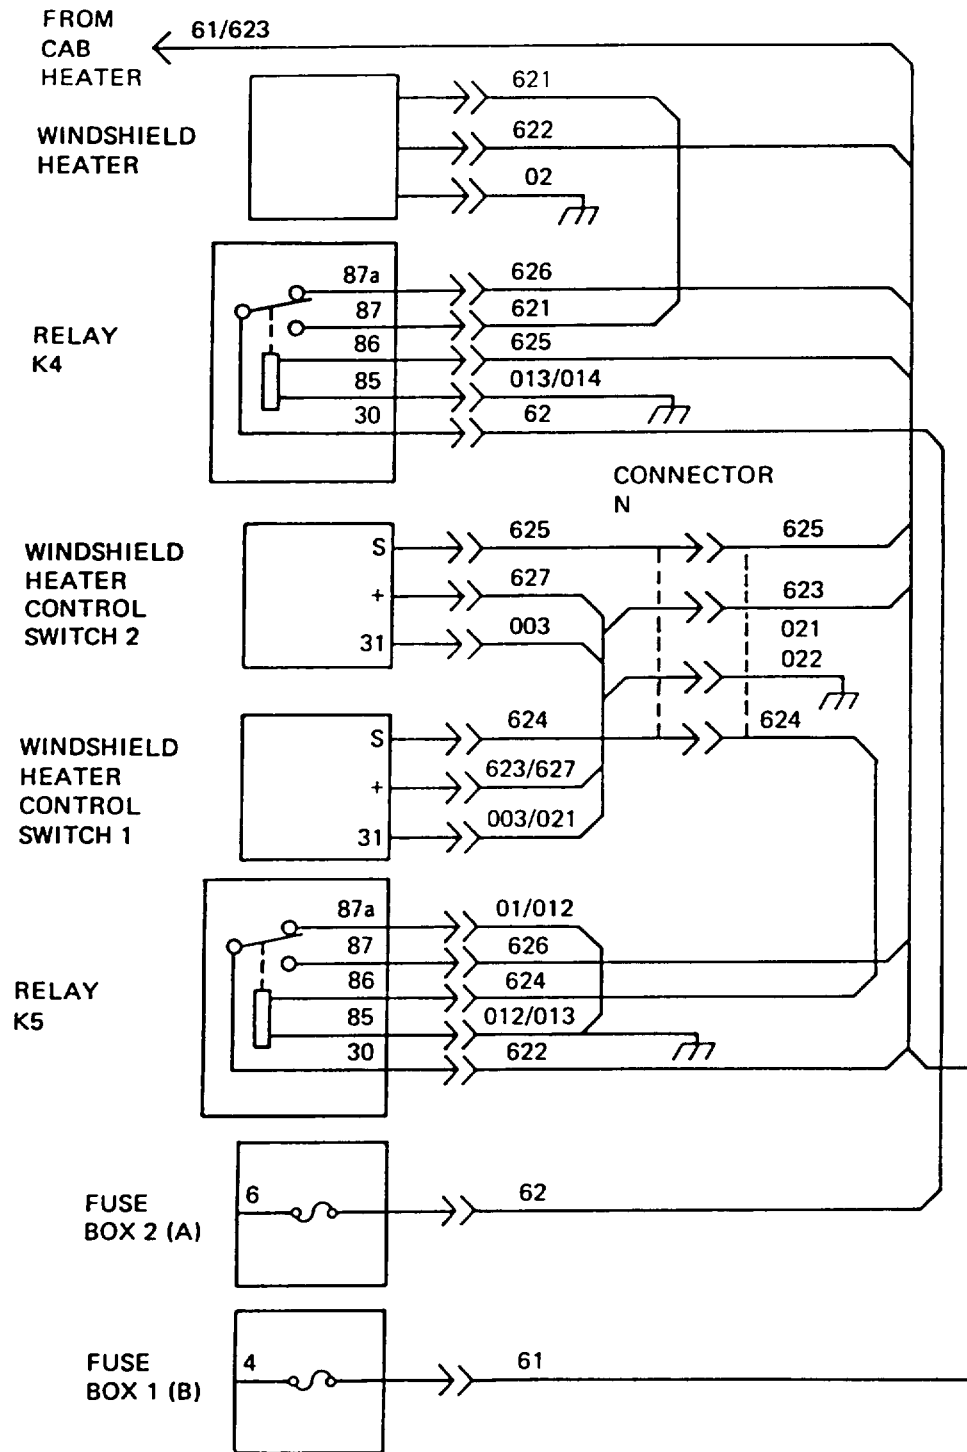 FROM
CAB
HEATER
61/623
WINDSHIELD
HEATER
621
622
02
RELAY
K4
87a
626
87
621
86
625
85
013/014
30
62
CONNECTOR
N
WINDSHIELD
HEATER
CONTROL
SWITCH 2
S
625
625
+
627
623
31
003
021
022
WINDSHIELD
HEATER
CONTROL
SWITCH 1
S
624
624
+
623/627
31
003/021
RELAY
K5
87a
01/012
87
626
86
624
85
012/013
30
622
FUSE
BOX 2 (A)
6
62
FUSE
BOX 1 (B)
4
61